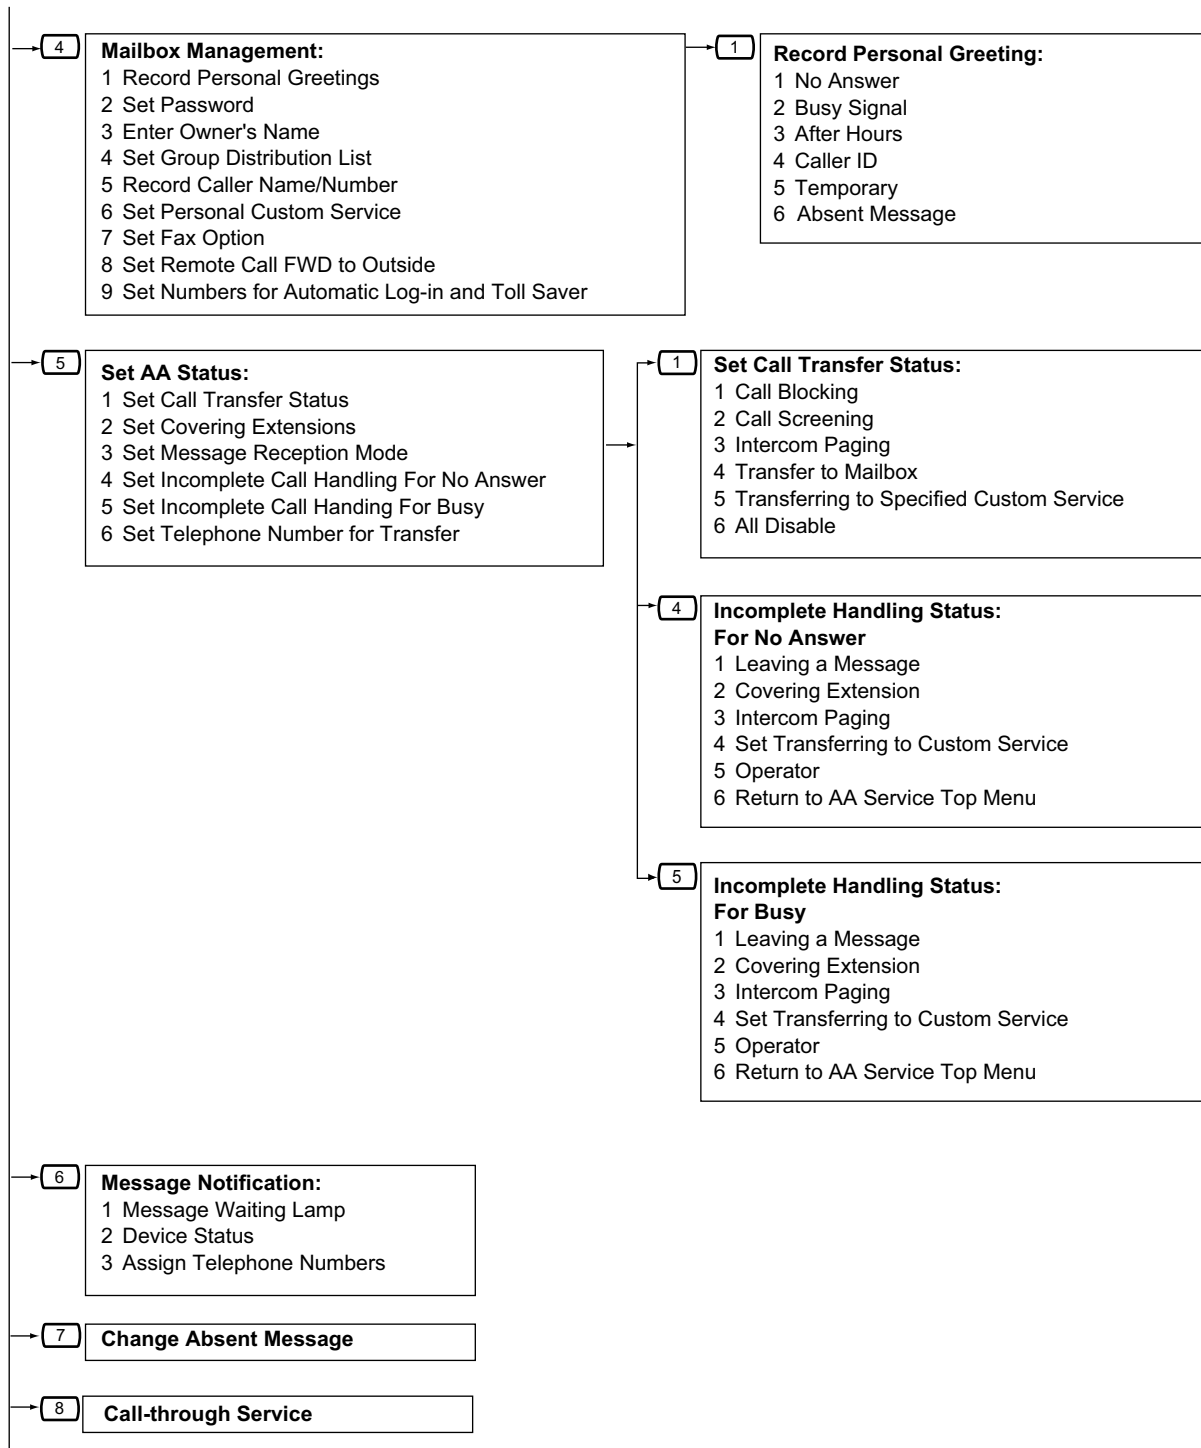 4
Mailbox Management:
1 Record Personal Greetings
2 Set Password
3 Enter Owner's Name
4 Set Group Distribution List
5 Record Caller Name/Number
6 Set Personal Custom Service
7 Set Fax Option
8 Set Remote Call FWD to Outside
9 Set Numbers for Automatic Log-in and Toll Saver
1
Record Personal Greeting:
1 No Answer
2 Busy Signal
3 After Hours
4 Caller ID
5 Temporary
6 Absent Message
5
Set AA Status:
1 Set Call Transfer Status
2 Set Covering Extensions
3 Set Message Reception Mode
4 Set Incomplete Call Handling For No Answer
5 Set Incomplete Call Handing For Busy
6 Set Telephone Number for Transfer
1
Set Call Transfer Status:
1 Call Blocking
2 Call Screening
3 Intercom Paging
4 Transfer to Mailbox
5 Transferring to Specified Custom Service
6 All Disable
4
Incomplete Handling Status:
For No Answer
1 Leaving a Message
2 Covering Extension
3 Intercom Paging
4 Set Transferring to Custom Service
5 Operator
6 Return to AA Service Top Menu
5
Incomplete Handling Status:
For Busy
1 Leaving a Message
2 Covering Extension
3 Intercom Paging
4 Set Transferring to Custom Service
5 Operator
6 Return to AA Service Top Menu
6
Message Notification:
1 Message Waiting Lamp
2 Device Status
3 Assign Telephone Numbers
7
Change Absent Message
8
Call-through Service